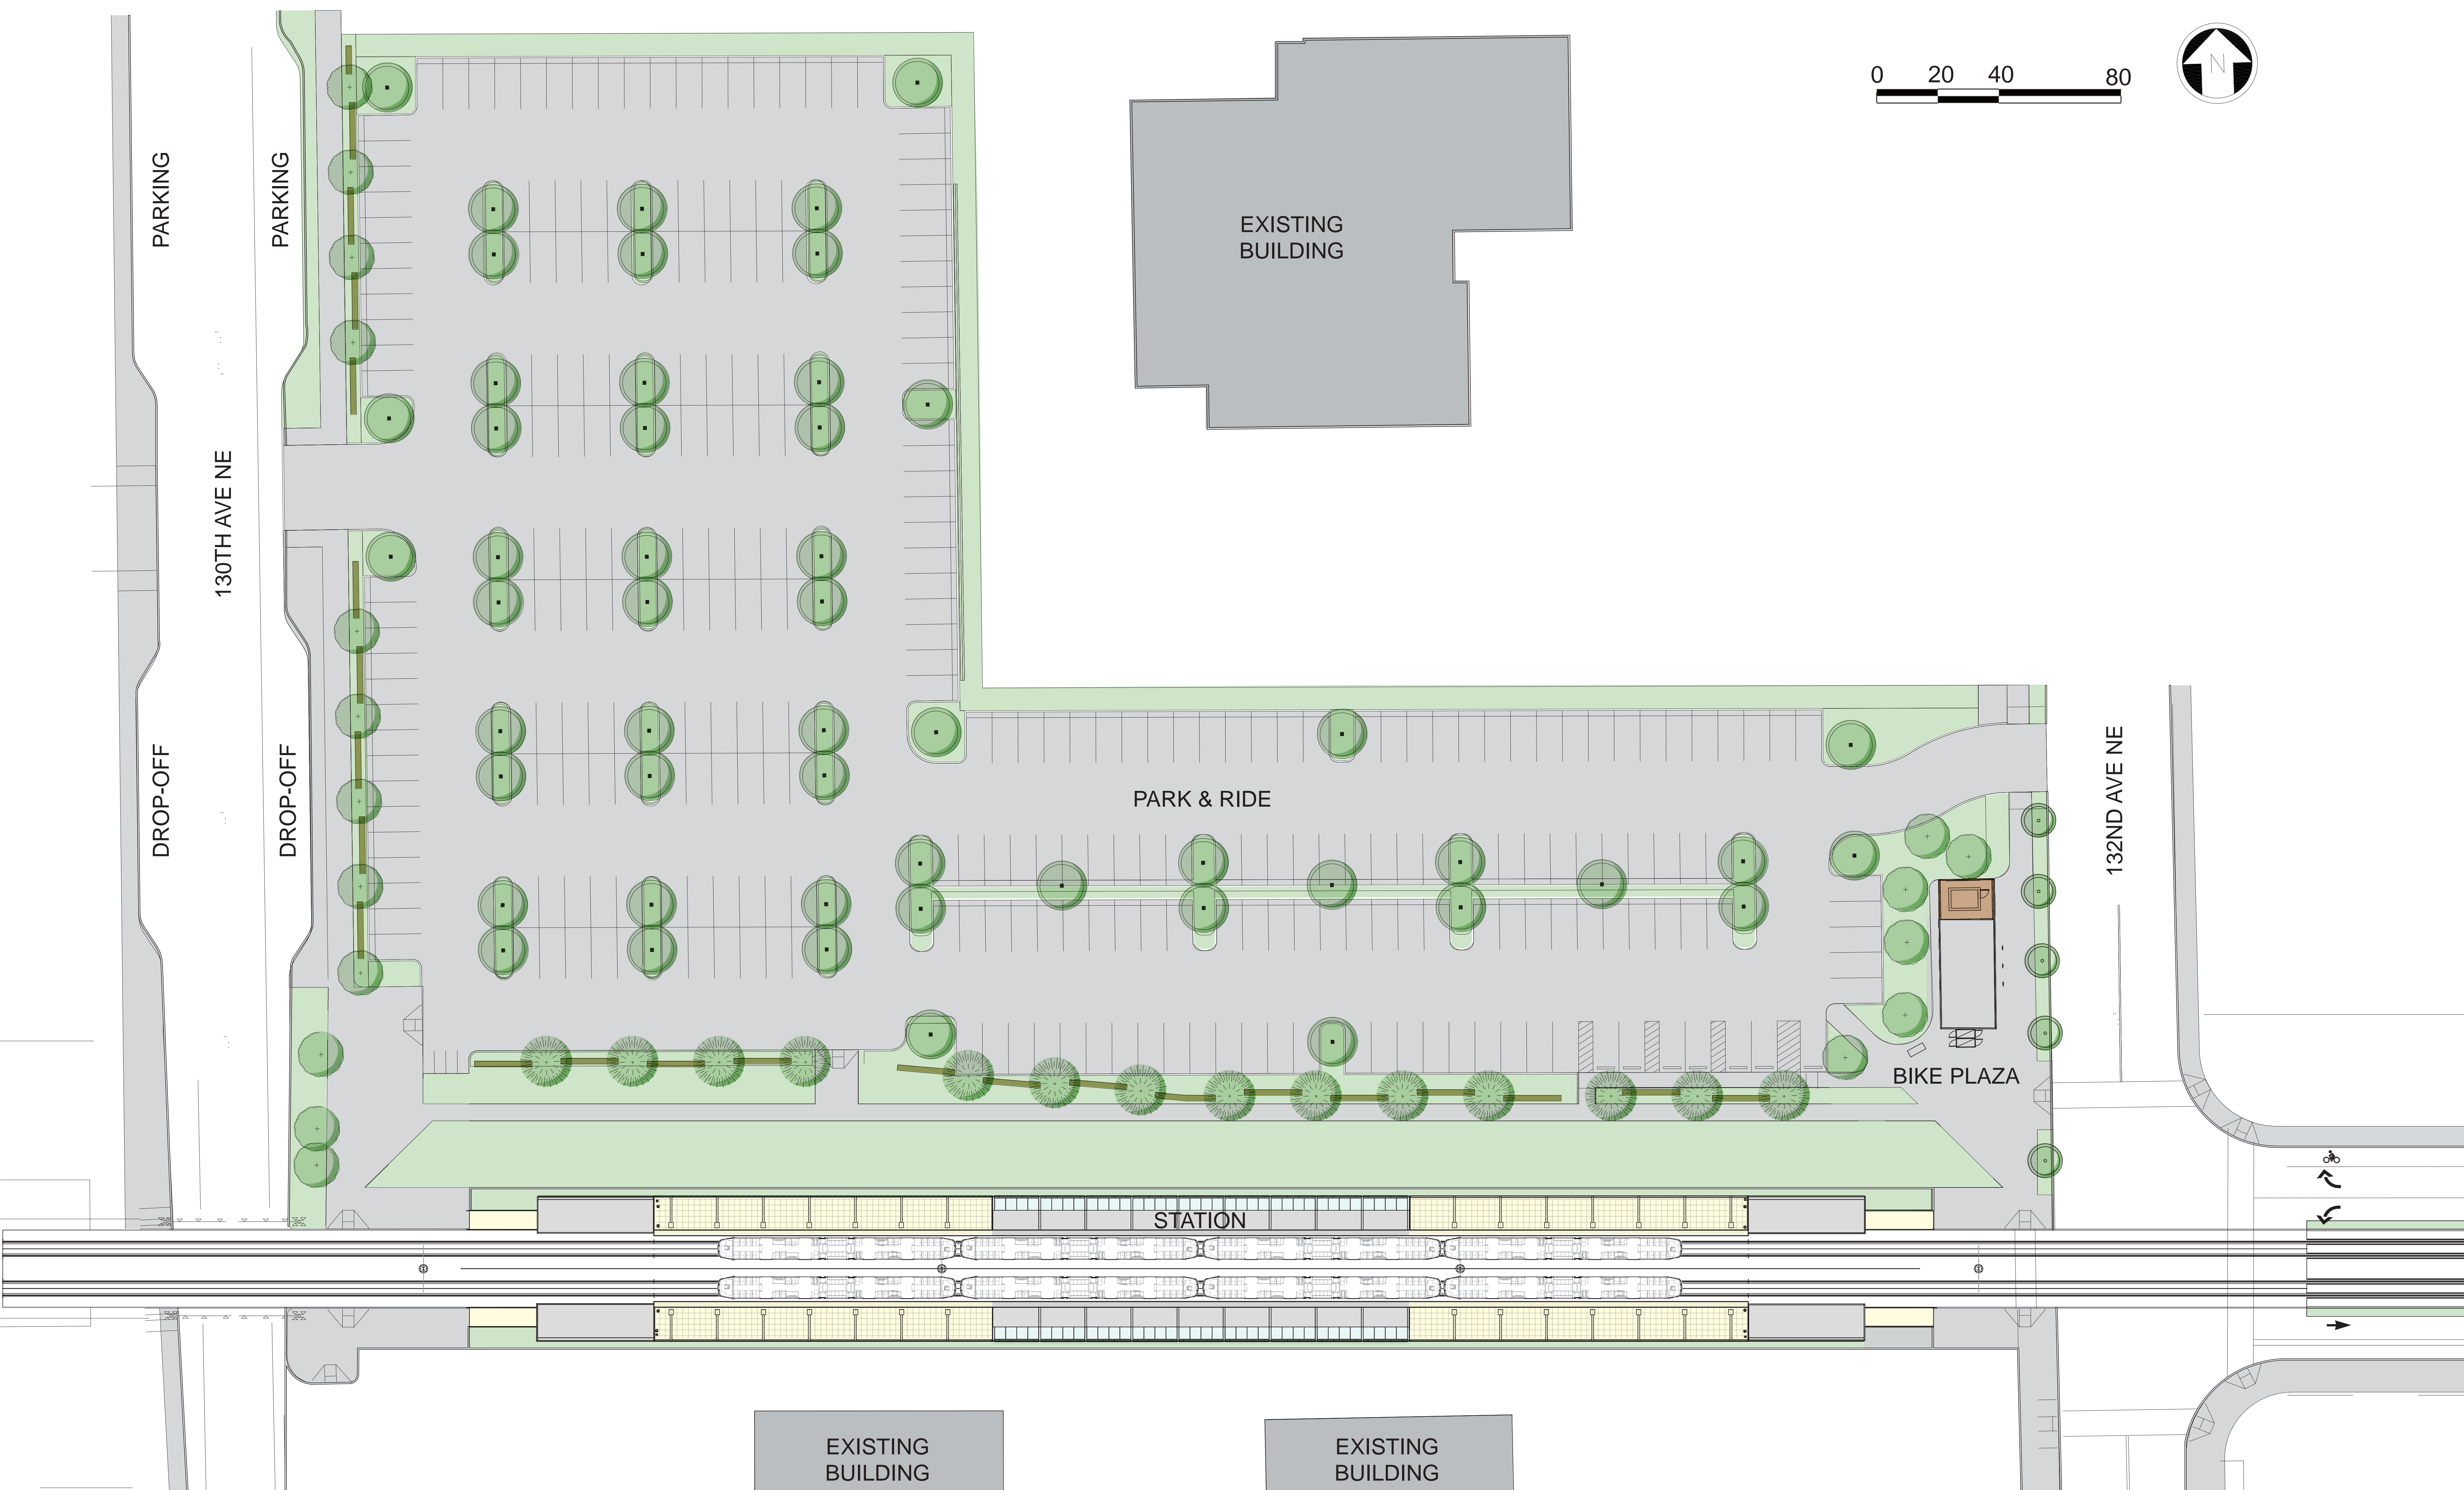 0 20 40 80
N
PARKING
PARKING
EXISTING
BUILDING
130TH AVE NE
DROP-OFF
DROP-OFF
PARK & RIDE
132ND AVE NE
BIKE PLAZA
STATION
EXISTING
BUILDING
EXISTING
BUILDING